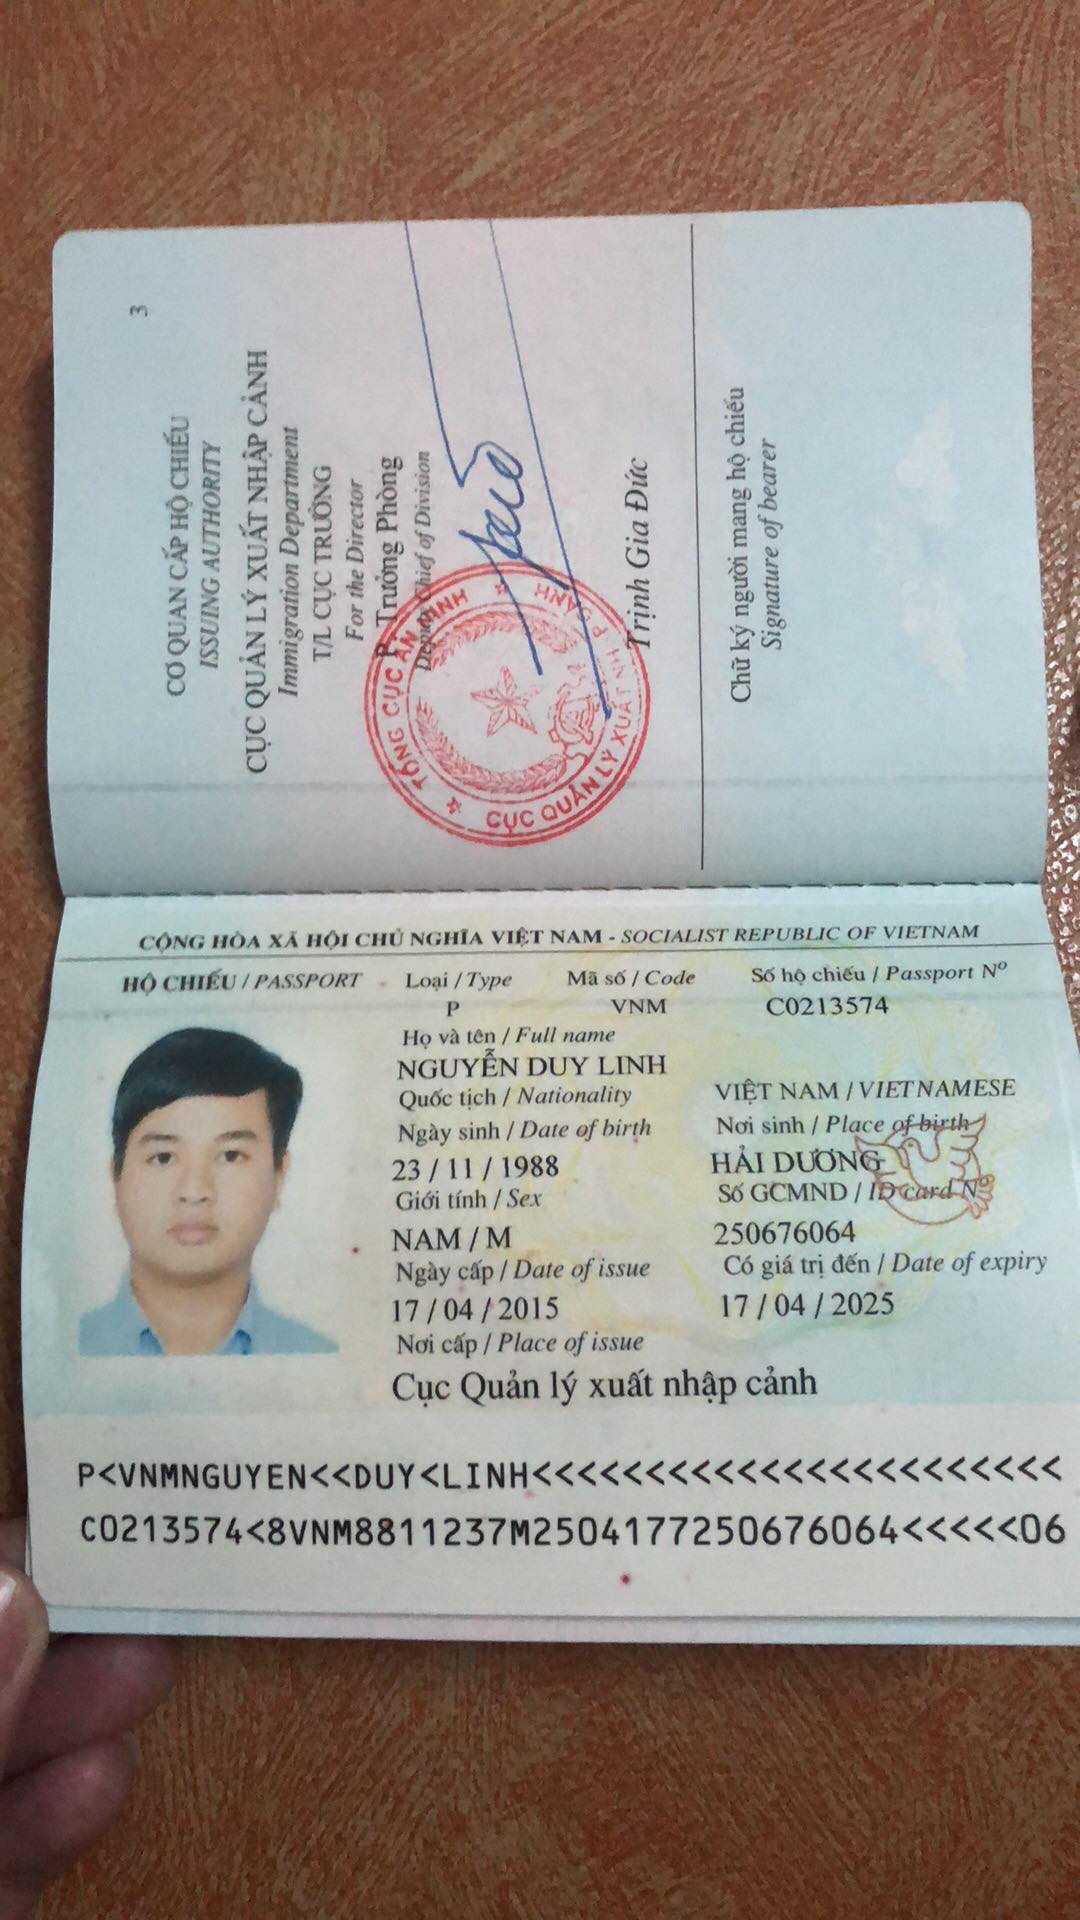 3
CƠ QUAN CẤP HỘ CHIẾU
ISSUING AUTHORITY
CỤC QUẢN LÝ XUẤT NHẬP CẢNH
Immigration Department
T/L CỤC TRƯỞNG
For the Director
P. Trưởng Phòng
Deputy Chief of Division
TỔNG CỤC AN NINH
CỤC QUẢN LÝ XUẤT NHẬP CẢNH
Trịnh Gia Đức
Chữ ký người mang hộ chiếu
Signature of bearer
CỘNG HÒA XÃ HỘI CHỦ NGHĨA VIỆT NAM - SOCIALIST REPUBLIC OF VIETNAM
HỘ CHIẾU / PASSPORT Loại / Type Mã số / Code Số hộ chiếu / Passport Nº
P VNM C0213574
Họ và tên / Full name
NGUYỄN DUY LINH
Quốc tịch / Nationality VIỆT NAM / VIETNAMESE
Ngày sinh / Date of birth Nơi sinh / Place of birth
23 / 11 / 1988 HẢI DƯƠNG
Giới tính / Sex Số GCMND / ID card Nº
NAM / M 250676064
Ngày cấp / Date of issue Có giá trị đến / Date of expiry
17 / 04 / 2015 17 / 04 / 2025
Nơi cấp / Place of issue
Cục Quản lý xuất nhập cảnh
P<VNMNGUYEN<<DUY<LINH<<<<<<<<<<<<<<<<<<<<<<<
C0213574<8VNM8811237M2504177250676064<<<<<06